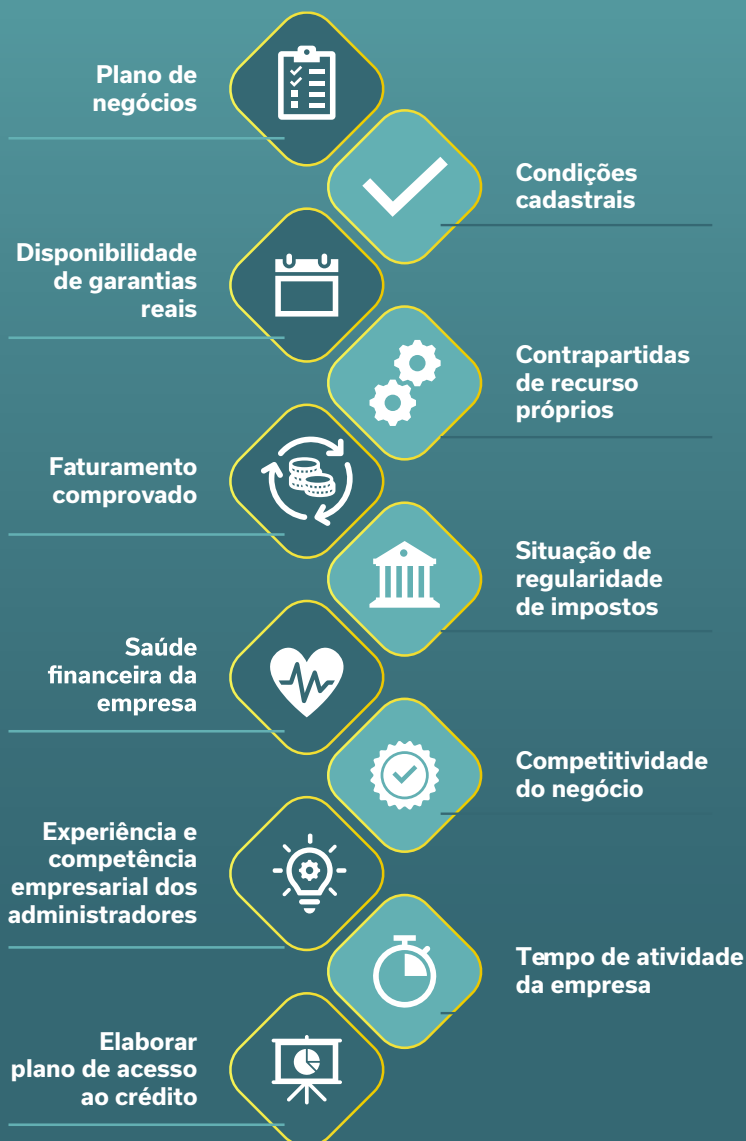 Plano de
negócios
Condições
cadastrais
Disponibilidade
de garantias
reais
Contrapartidas
de recurso
próprios
Faturamento
comprovado
Situação de
regularidade
de impostos
Saúde
financeira da
empresa
Competitividade
do negócio
Experiência e
competência
empresarial dos
administradores
Tempo de atividade
da empresa
Elaborar
plano de acesso
ao crédito